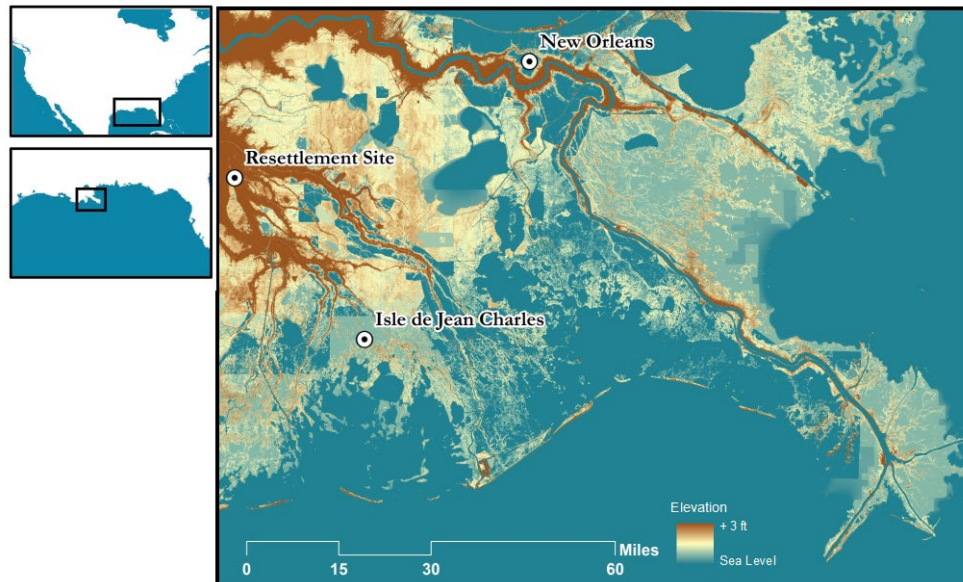 New Orleans
Resettlement Site
Isle de Jean Charles
Elevation
+ 3 ft
Sea Level
Miles
0
15
30
60